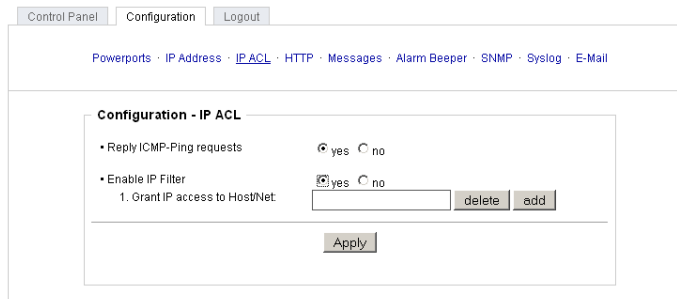 Control Panel Configuration Logout
Powerports · IP Address · IP ACL · HTTP · Messages · Alarm Beeper · SNMP · Syslog · E-Mail
Configuration - IP ACL
• Reply ICMP-Ping requests yes no
• Enable IP Filter yes no
1. Grant IP access to Host/Net: delete add
Apply